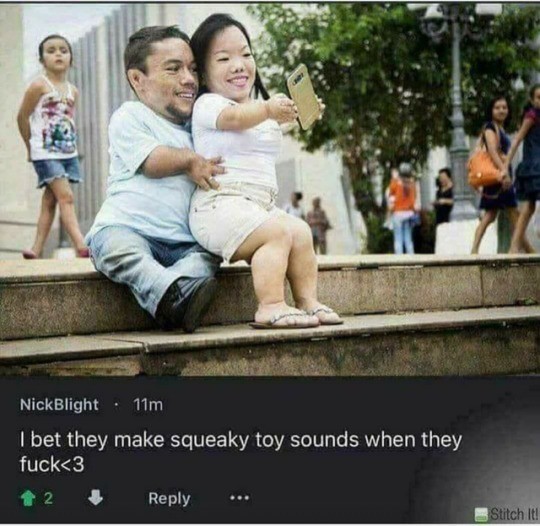 NickBlight · 11m
I bet they make squeaky toy sounds when they
fuck<3
2 Reply ...
Stitch It!